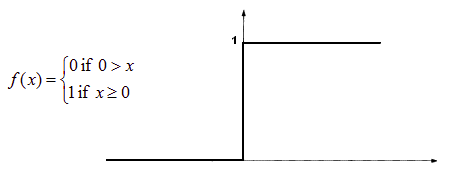 f(x) = {0 if 0 > x
1 if x ≥ 0
1